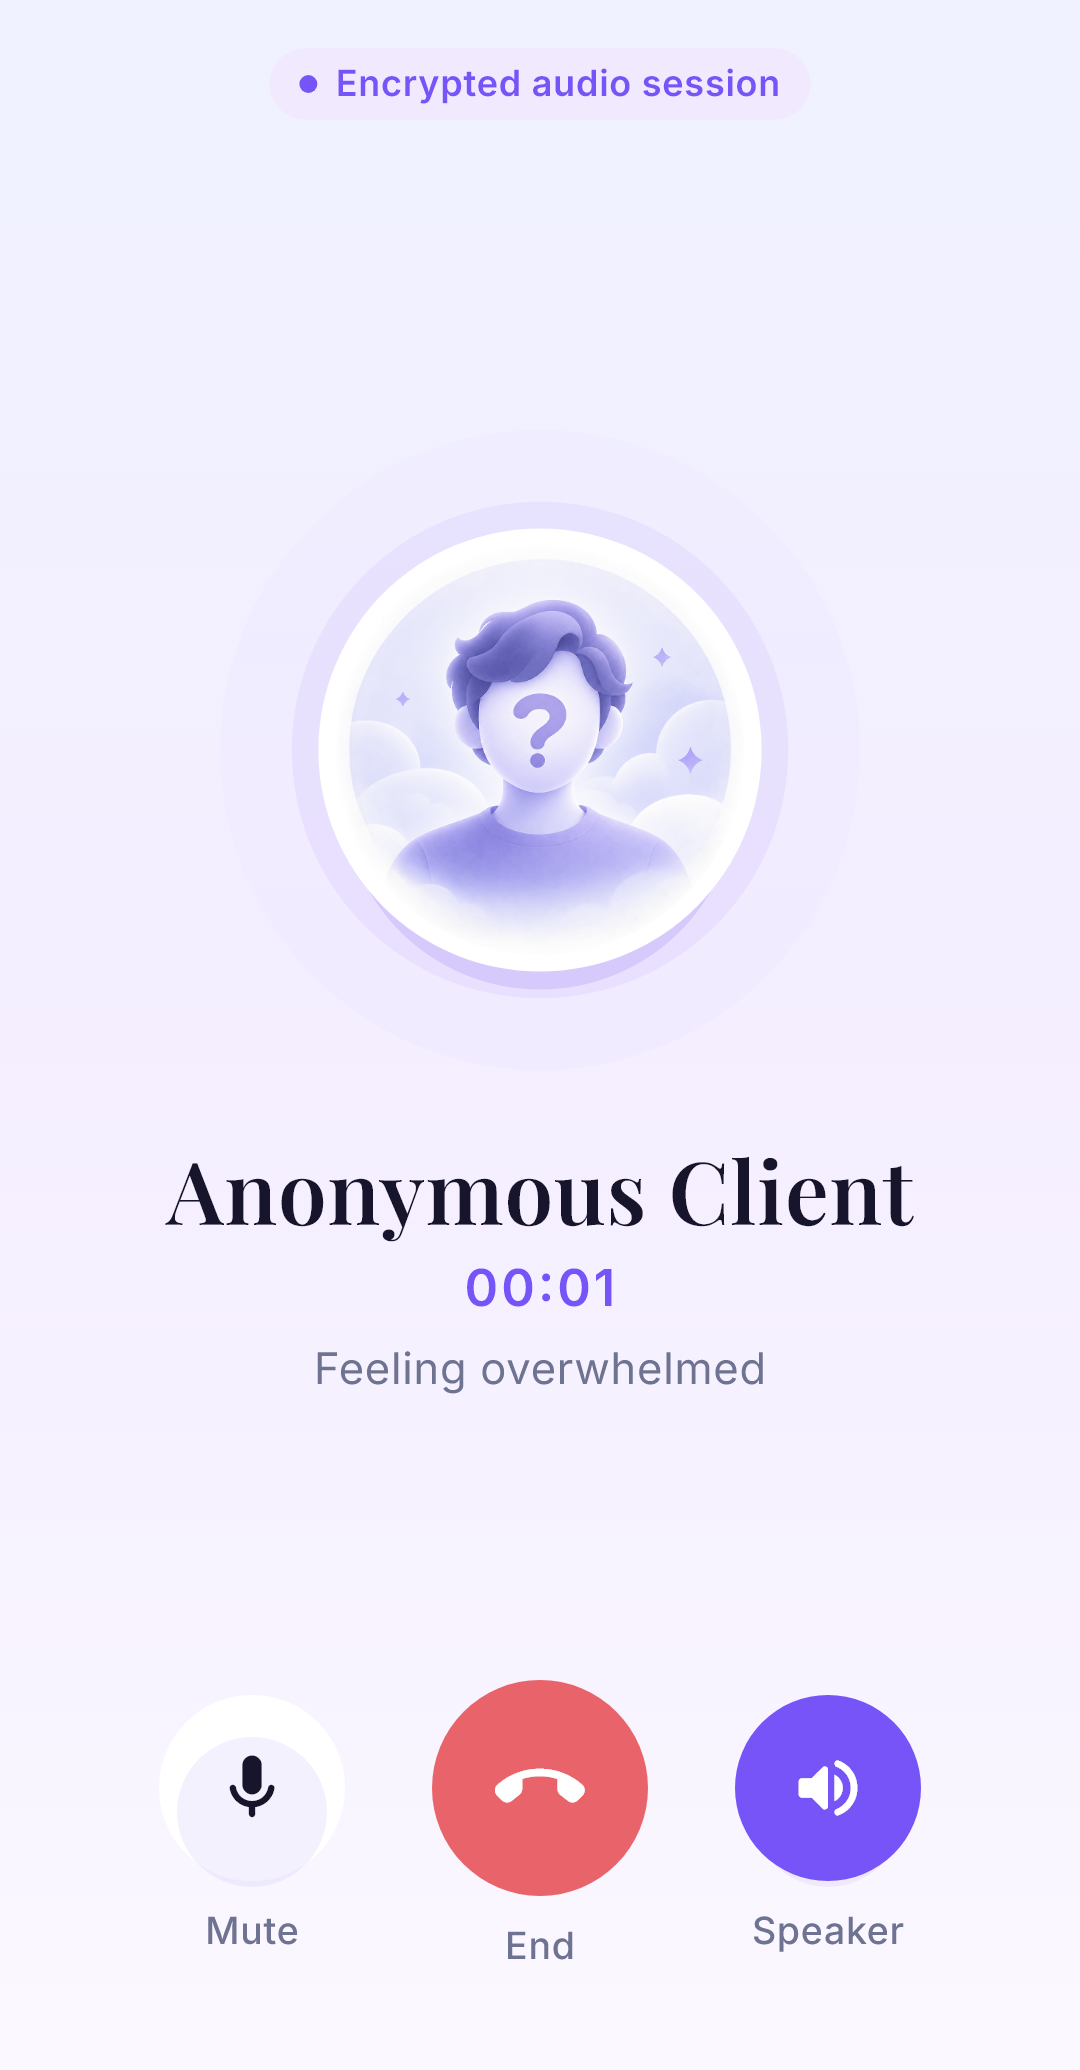 Encrypted audio session
?
Anonymous Client
00:01
Feeling overwhelmed
Mute
End
Speaker